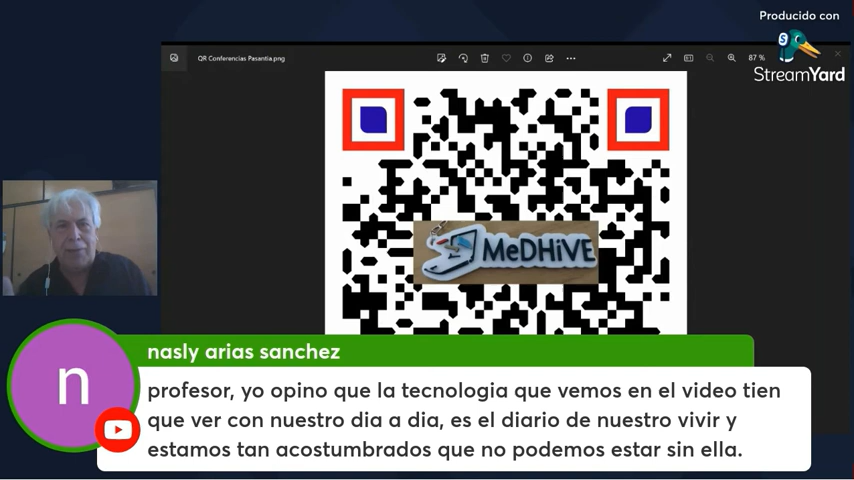 Producido con
StreamYard
QR Conferencias Pasantía.png
87 %
MeDHiVE
n
nasly arias sanchez
profesor, yo opino que la tecnologia que vemos en el video tien
que ver con nuestro dia a dia, es el diario de nuestro vivir y
estamos tan acostumbrados que no podemos estar sin ella.